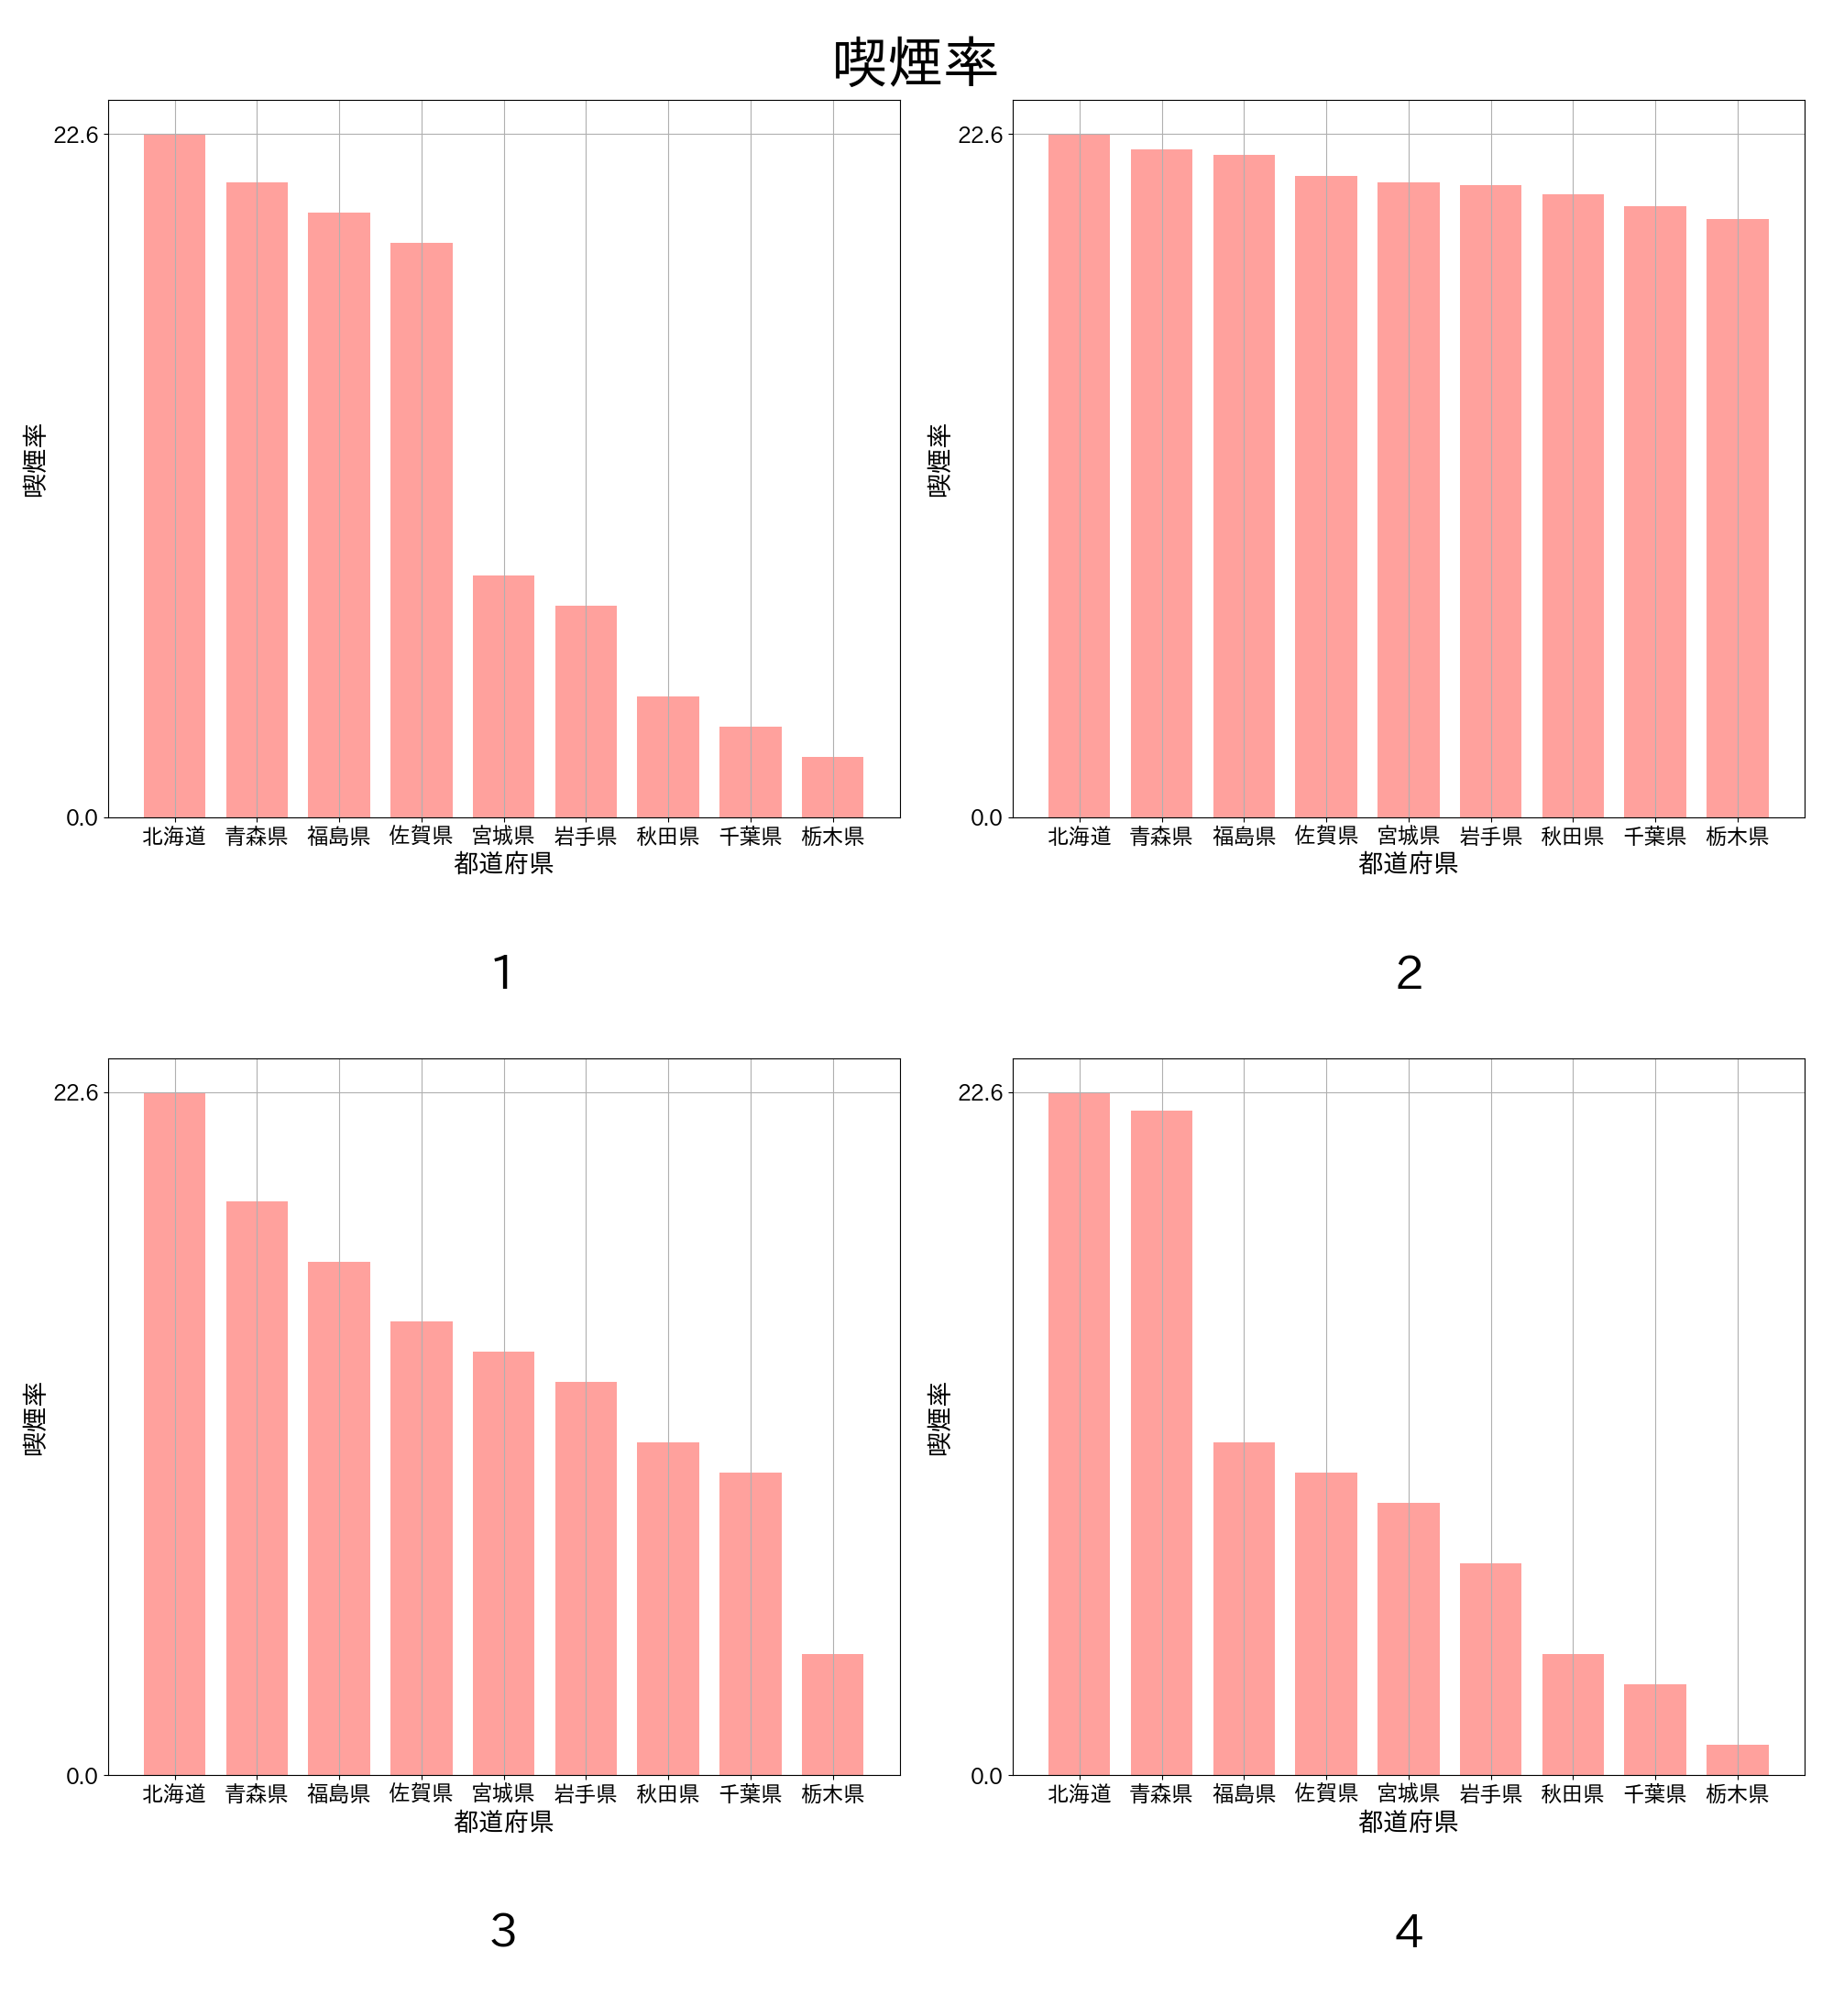 喫煙率
22.6
喫煙率
0.0
北海道 青森県 福島県 佐賀県 宮城県 岩手県 秋田県 千葉県 栃木県
都道府県
1
22.6
喫煙率
0.0
北海道 青森県 福島県 佐賀県 宮城県 岩手県 秋田県 千葉県 栃木県
都道府県
2
22.6
喫煙率
0.0
北海道 青森県 福島県 佐賀県 宮城県 岩手県 秋田県 千葉県 栃木県
都道府県
3
22.6
喫煙率
0.0
北海道 青森県 福島県 佐賀県 宮城県 岩手県 秋田県 千葉県 栃木県
都道府県
4